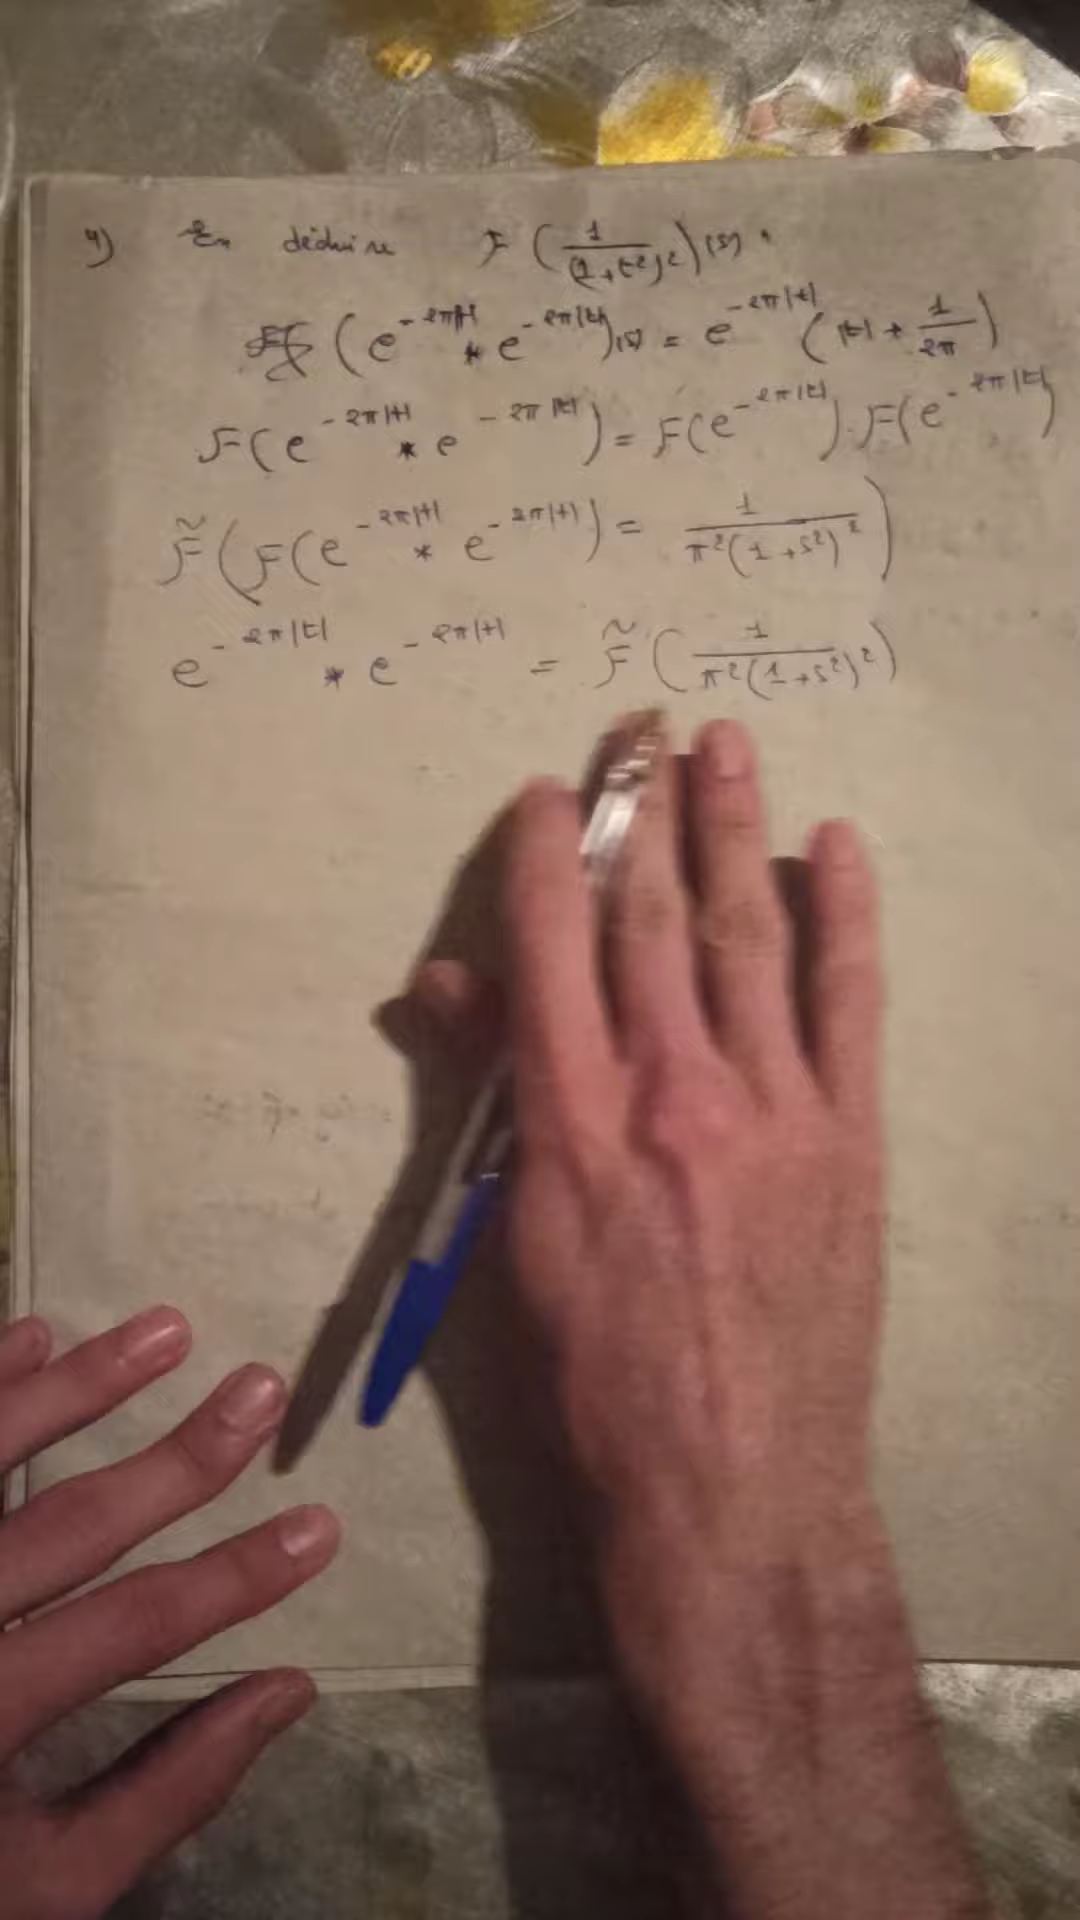 4) En déduire F(1/(1+t²)²)(s).
(e^{-2π|t|} * e^{-2π|t|})(s) = e^{-2π|t|}(|t| + 1/2π)
F(e^{-2π|t|} * e^{-2π|t|}) = F(e^{-2π|t|}).F(e^{-2π|t|})
F̃(F(e^{-2π|t|} * e^{-2π|t|}) = 1/(π²(1+s²)²))
e^{-2π|t|} * e^{-2π|t|} = F̃(1/(π²(1+s²)²))